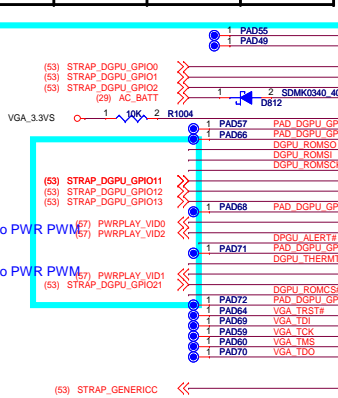 1 PAD55
1 PAD49
(53) STRAP_DGPU_GPIO0
(53) STRAP_DGPU_GPIO1
(53) STRAP_DGPU_GPIO2
(29) AC_BATT
1 2 SDMK0340_40
D812
VGA_3.3VS 1 10K 2 R1004
1 PAD57 PAD_DGPU_GP
1 PAD66 PAD_DGPU_GP
DGPU_ROMSO
DGPU_ROMSI
DGPU_ROMSCK
(53) STRAP_DGPU_GPIO11
(53) STRAP_DGPU_GPIO12
(53) STRAP_DGPU_GPIO13
1 PAD68 PAD_DGPU_GP
(57) PWRPLAY_VID0
o PWR PWM
(57) PWRPLAY_VID2
DPGU_ALERT#
1 PAD71 PAD_DGPU_GP
DGPU_THERMT
o PWR PWM
(57) PWRPLAY_VID1
(53) STRAP_DGPU_GPIO21
DGPU_ROMCS#
1 PAD72 PAD_DGPU_GP
1 PAD64 VGA_TRST#
1 PAD69 VGA_TDI
1 PAD59 VGA_TCK
1 PAD60 VGA_TMS
1 PAD70 VGA_TDO
(53) STRAP_GENERICC